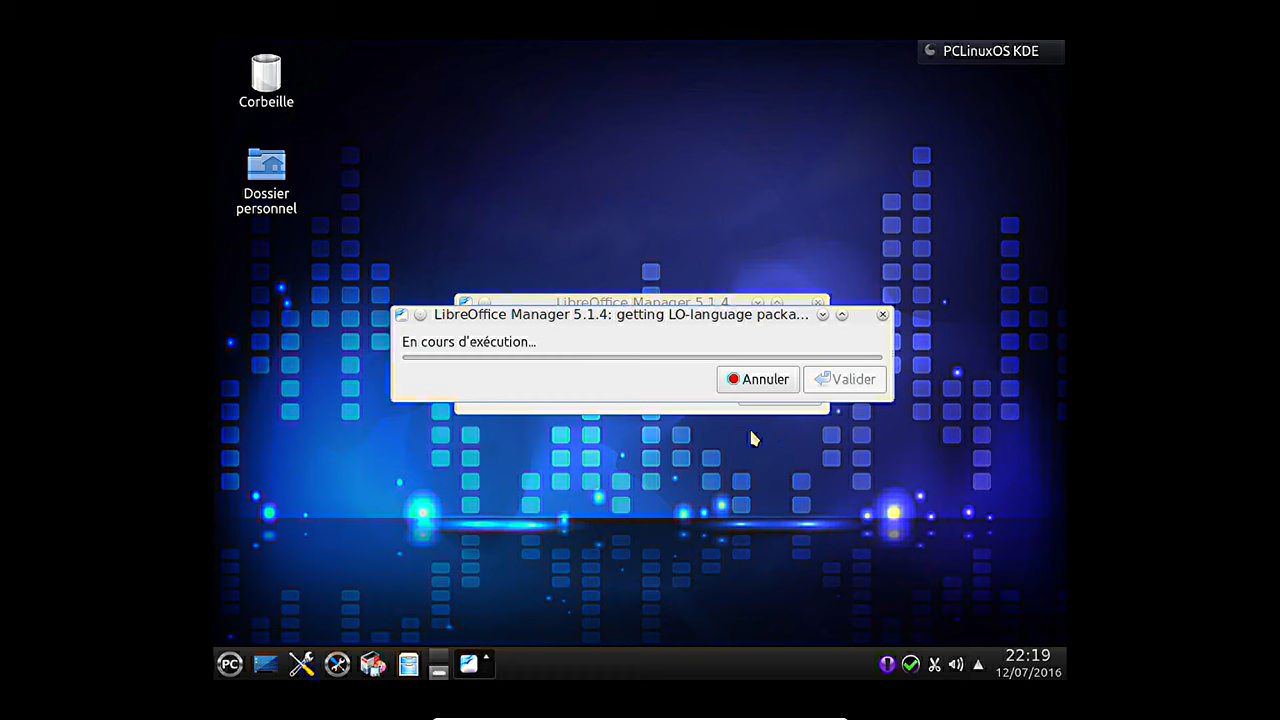 PCLinuxOS KDE
Corbeille
Dossier
personnel
LibreOffice Manager 5.1.4
LibreOffice Manager 5.1.4: getting LO-language packa...
En cours d'exécution...
Annuler
Valider
PC
22:19
12/07/2016